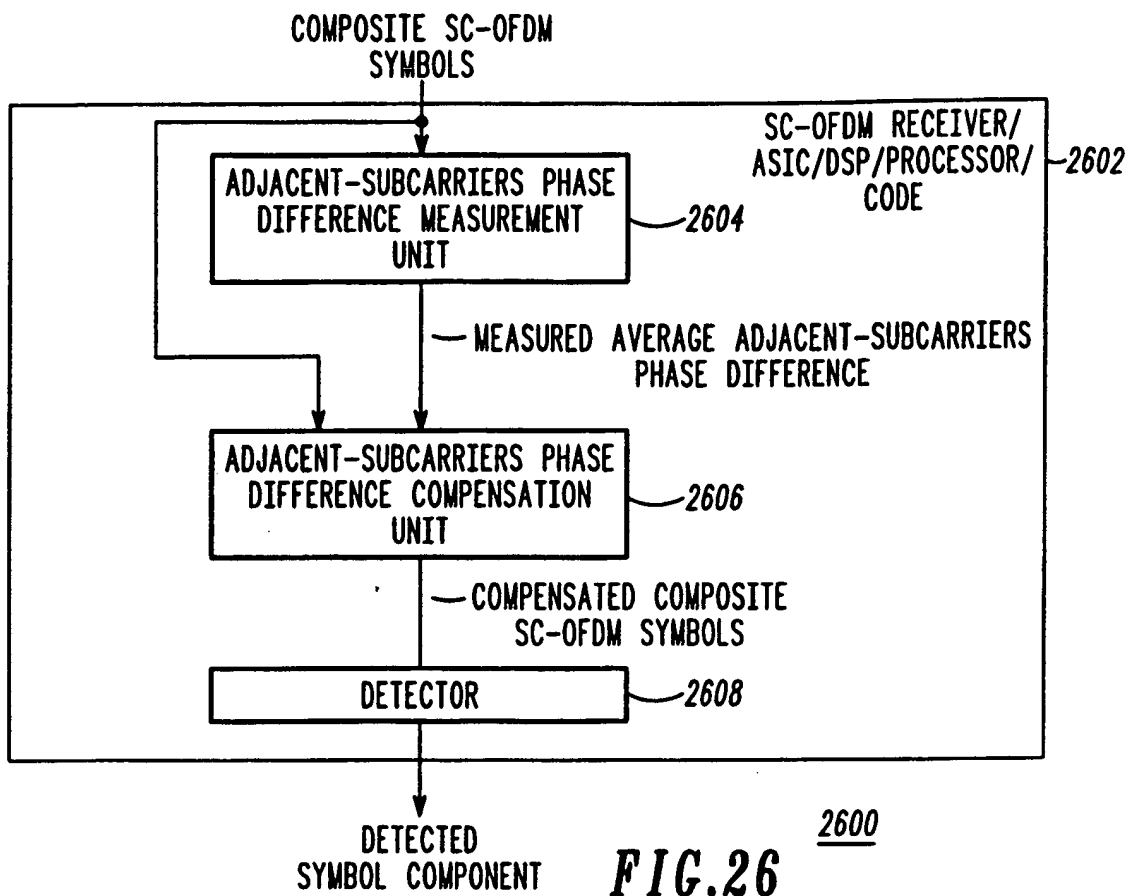 COMPOSITE SC-OFDM
SYMBOLS
SC-OFDM RECEIVER/
ASIC/DSP/PROCESSOR/
CODE
2602
ADJACENT-SUBCARRIERS PHASE
DIFFERENCE MEASUREMENT
UNIT
2604
MEASURED AVERAGE ADJACENT-SUBCARRIERS
PHASE DIFFERENCE
ADJACENT-SUBCARRIERS PHASE
DIFFERENCE COMPENSATION
UNIT
2606
COMPENSATED COMPOSITE
SC-OFDM SYMBOLS
DETECTOR
2608
DETECTED
SYMBOL COMPONENT
2600
FIG.26